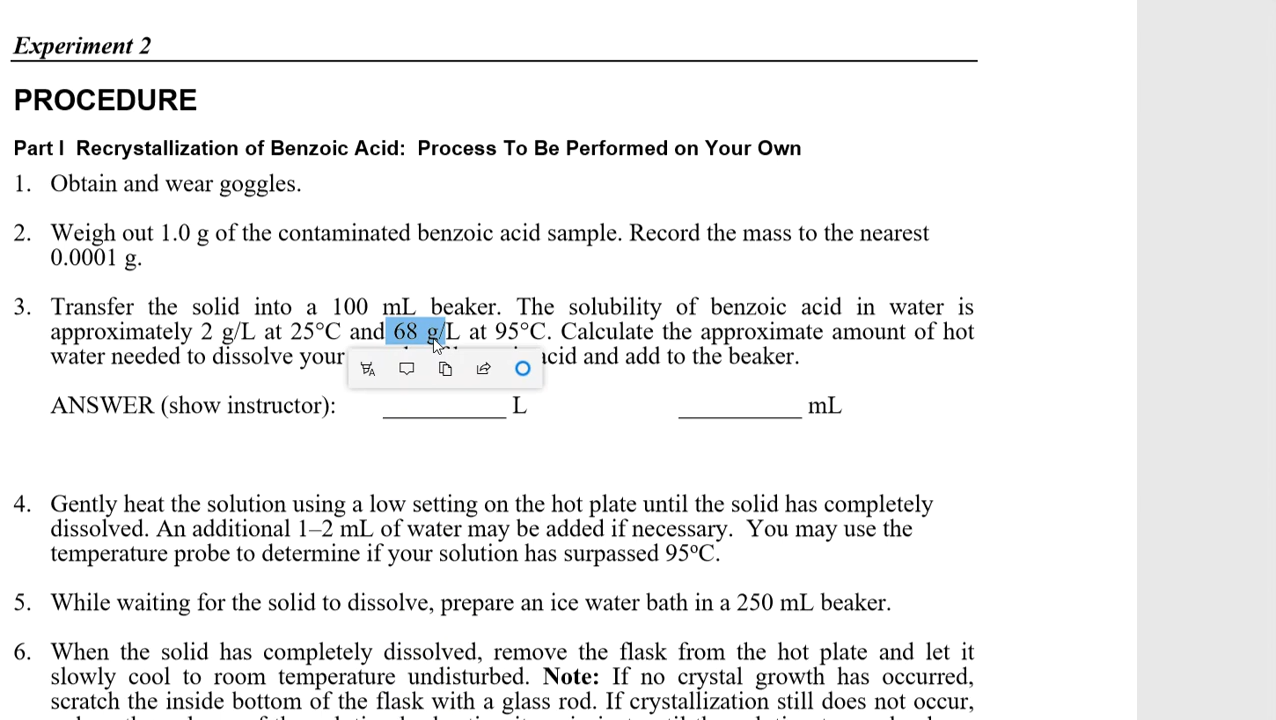 Experiment 2
PROCEDURE
Part I Recrystallization of Benzoic Acid: Process To Be Performed on Your Own
1. Obtain and wear goggles.
2. Weigh out 1.0 g of the contaminated benzoic acid sample. Record the mass to the nearest
0.0001 g.
3. Transfer the solid into a 100 mL beaker. The solubility of benzoic acid in water is
approximately 2 g/L at 25°C and 68 g/L at 95°C. Calculate the approximate amount of hot
water needed to dissolve your acid and add to the beaker.
ANSWER (show instructor): __________ L __________ mL
4. Gently heat the solution using a low setting on the hot plate until the solid has completely
dissolved. An additional 1–2 mL of water may be added if necessary. You may use the
temperature probe to determine if your solution has surpassed 95ºC.
5. While waiting for the solid to dissolve, prepare an ice water bath in a 250 mL beaker.
6. When the solid has completely dissolved, remove the flask from the hot plate and let it
slowly cool to room temperature undisturbed. Note: If no crystal growth has occurred,
scratch the inside bottom of the flask with a glass rod. If crystallization still does not occur,